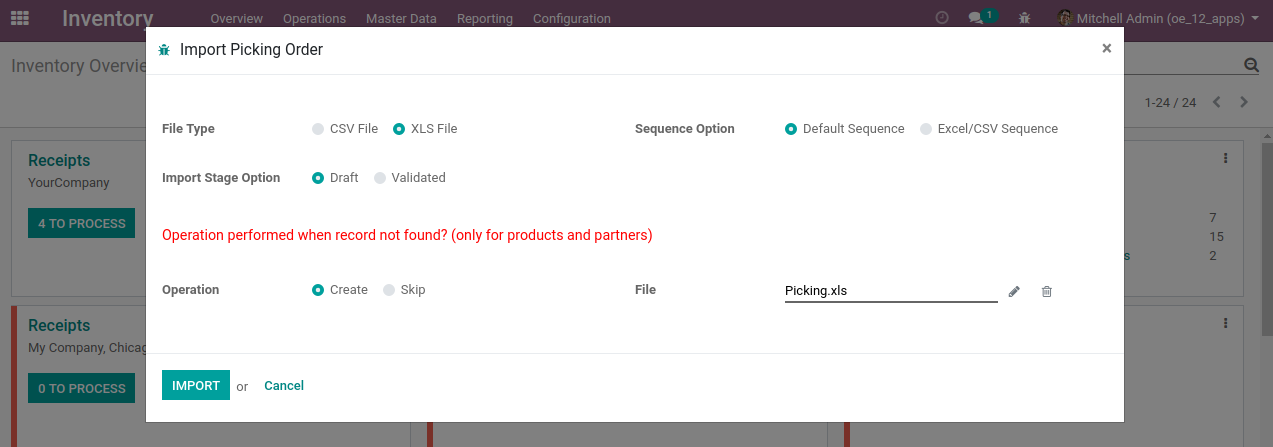 Inventory Overview Operations Master Data Reporting Configuration 1 Mitchell Admin (oe_12_apps)
Import Picking Order ×
Inventory Overvie
1-24 / 24
File Type CSV File XLS File Sequence Option Default Sequence Excel/CSV Sequence
Receipts
YourCompany
Import Stage Option Draft Validated
4 TO PROCESS 7
Operation performed when record not found? (only for products and partners) 15
s 2
Operation Create Skip File Picking.xls
Receipts
My Company, Chicag
0 TO PROCESS
IMPORT or Cancel